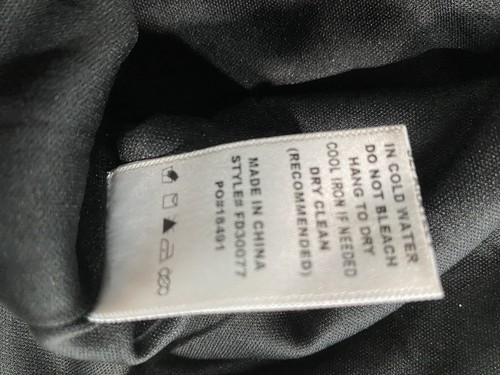 IN COLD WATER
DO NOT BLEACH
HANG TO DRY
COOL IRON IF NEEDED
DRY CLEAN
(RECOMMENDED)
MADE IN CHINA
STYLE# FD30077
PO#18491